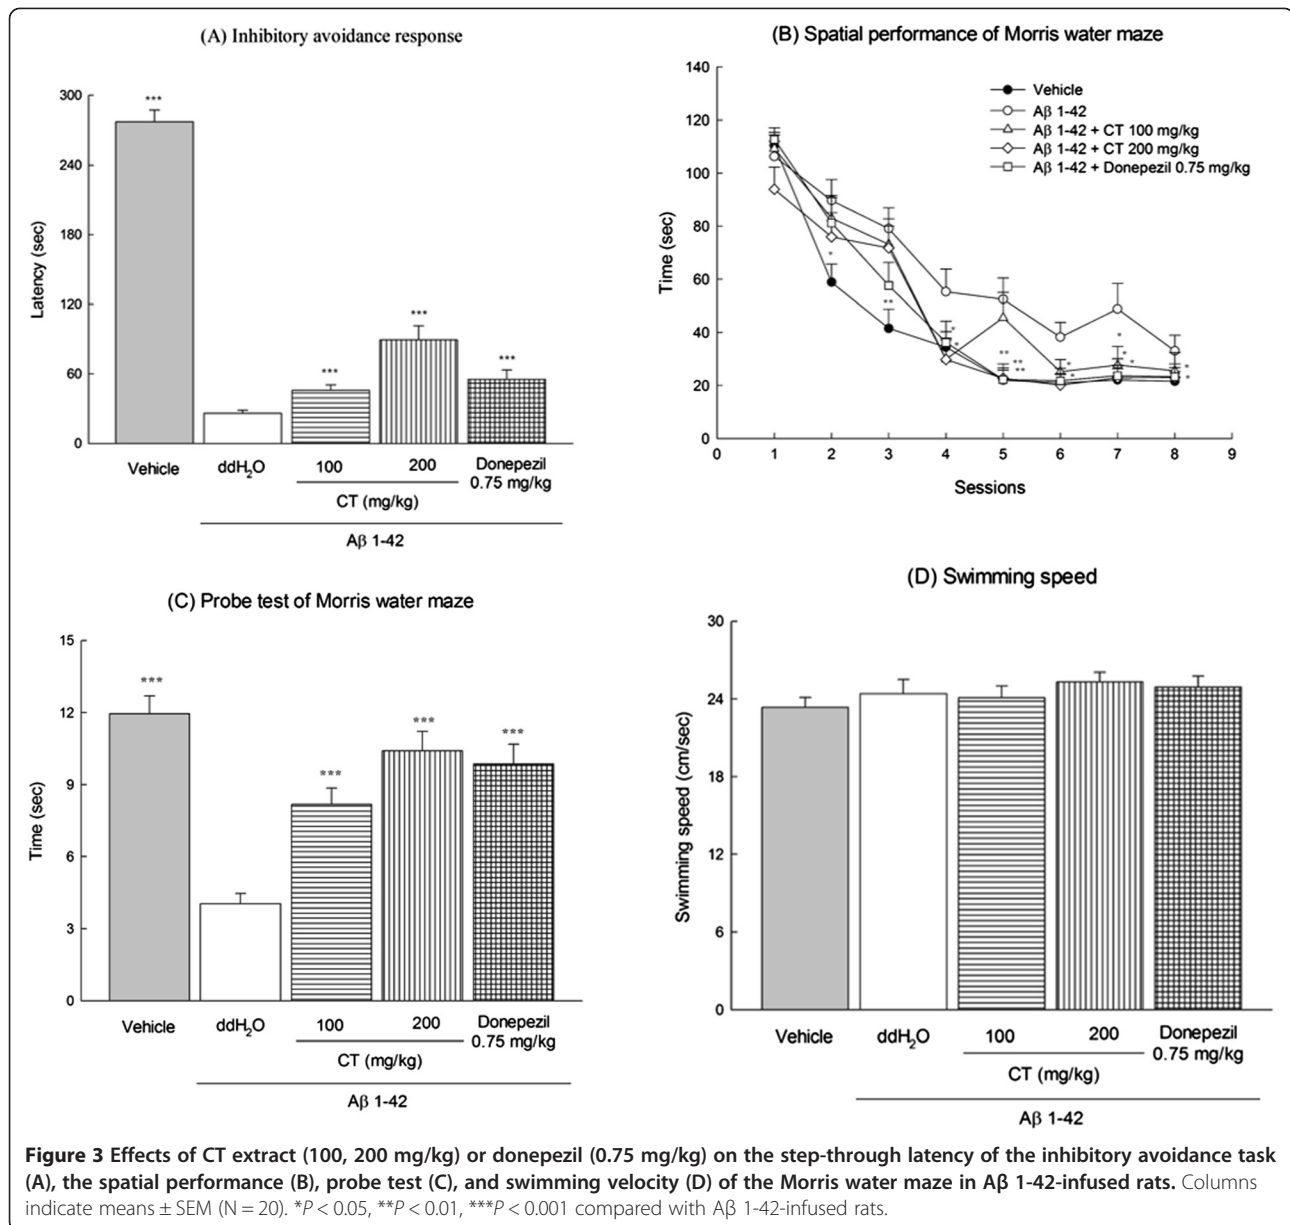 (A) Inhibitory avoidance response
300
240
180
120
60
0
Latency (sec)
***
***
***
***
Vehicle
ddH₂O
100
200
Donepezil
0.75 mg/kg
CT (mg/kg)
Aβ 1-42
(B) Spatial performance of Morris water maze
140
120
100
80
60
40
20
0
Time (sec)
Vehicle
Aβ 1-42
Aβ 1-42 + CT 100 mg/kg
Aβ 1-42 + CT 200 mg/kg
Aβ 1-42 + Donepezil 0.75 mg/kg
*
**
*
*
**
**
**
*
*
*
*
*
*
*
0 1 2 3 4 5 6 7 8 9
Sessions
(C) Probe test of Morris water maze
15
12
9
6
3
0
Time (sec)
***
***
***
***
Vehicle
ddH₂O
100
200
Donepezil
0.75 mg/kg
CT (mg/kg)
Aβ 1-42
(D) Swimming speed
30
24
18
12
6
0
Swimming speed (cm/sec)
Vehicle
ddH₂O
100
200
Donepezil
0.75 mg/kg
CT (mg/kg)
Aβ 1-42
Figure 3 Effects of CT extract (100, 200 mg/kg) or donepezil (0.75 mg/kg) on the step-through latency of the inhibitory avoidance task
(A), the spatial performance (B), probe test (C), and swimming velocity (D) of the Morris water maze in Aβ 1-42-infused rats. Columns
indicate means ± SEM (N = 20). *P < 0.05, **P < 0.01, ***P < 0.001 compared with Aβ 1-42-infused rats.